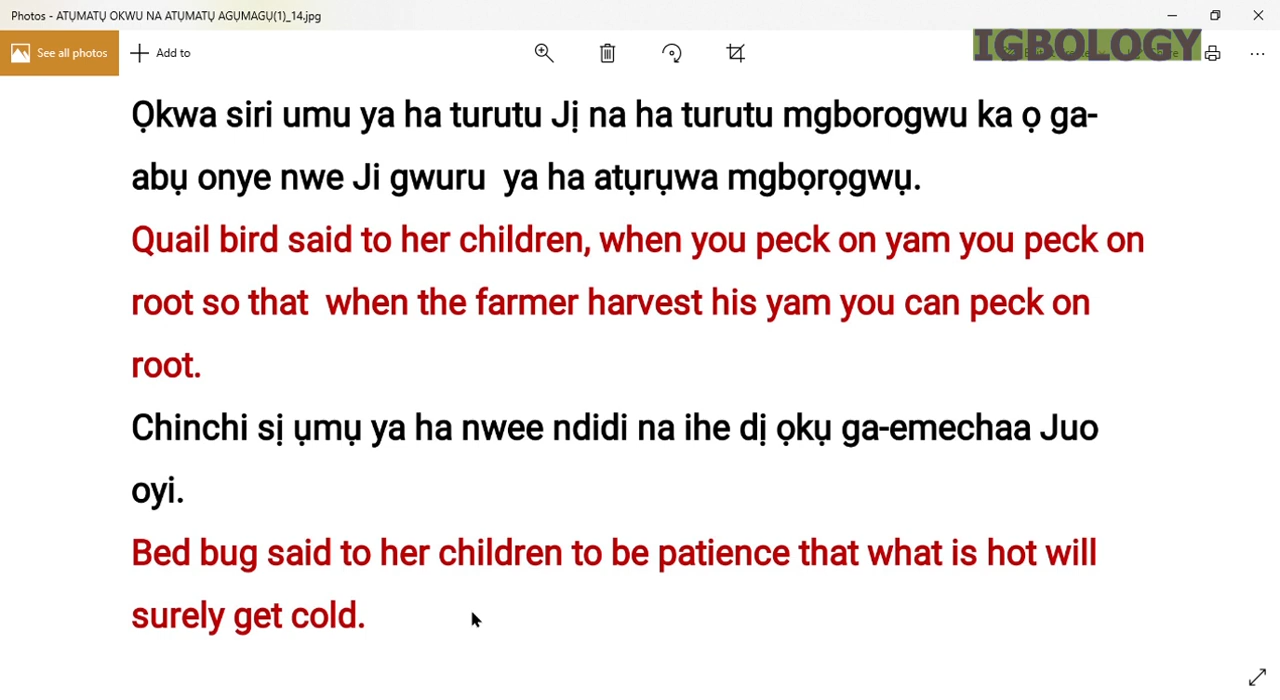 Photos - ATỤMATỤ OKWU NA ATỤMATỤ AGỤMAGỤ(1)_14.jpg
See all photos
Add to
IGBOLOGY
Ọkwa siri umu ya ha turutu Jị na ha turutu mgborogwu ka ọ ga-
abụ onye nwe Ji gwuru ya ha atụrụwa mgbọrọgwụ.
Quail bird said to her children, when you peck on yam you peck on
root so that when the farmer harvest his yam you can peck on
root.
Chinchi sị ụmụ ya ha nwee ndidi na ihe dị ọkụ ga-emechaa Juo
oyi.
Bed bug said to her children to be patience that what is hot will
surely get cold.